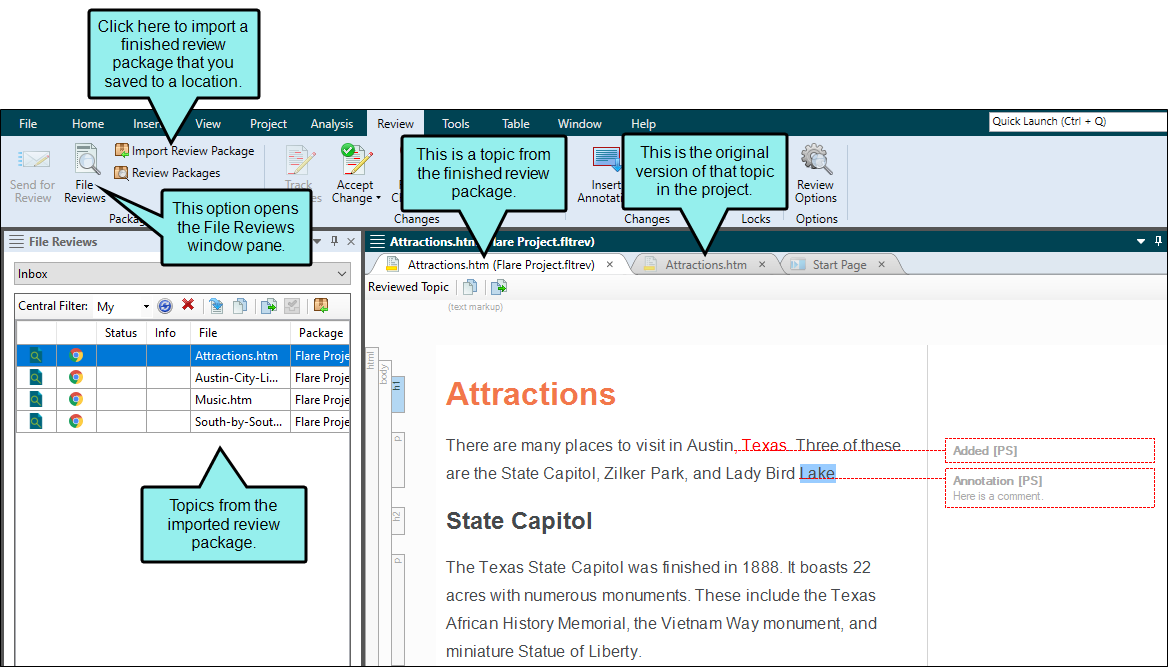 Click here to import a
finished review
package that you
saved to a location.
File Home Inser View Project Analysis Review Tools Table Window Help
Quick Launch (Ctrl + Q)
Send for
Review
File
Reviews
Import Review Package
Review Packages
Track
Accept
Change
Changes
Insert
Annotati
Changes
Locks
Review
Options
Options
This option opens
the File Reviews
window pane.
This is a topic from
the finished review
package.
This is the original
version of that topic
in the project.
File Reviews
Inbox
Central Filter: My
Status Info File Package
Attractions.htm Flare Proje
Austin-City-Li... Flare Proje
Music.htm Flare Proje
South-by-Sout... Flare Proje
Topics from the
imported review
package.
Attractions.htm (Flare Project.fltrev)
Attractions.htm (Flare Project.fltrev) Attractions.htm Start Page
Reviewed Topic
(text markup)
html
body
h1
p
h2
p
Attractions
There are many places to visit in Austin, Texas. Three of these
are the State Capitol, Zilker Park, and Lady Bird Lake.
Added [PS]
Annotation [PS]
Here is a comment.
State Capitol
The Texas State Capitol was finished in 1888. It boasts 22
acres with numerous monuments. These include the Texas
African History Memorial, the Vietnam Way monument, and
miniature Statue of Liberty.